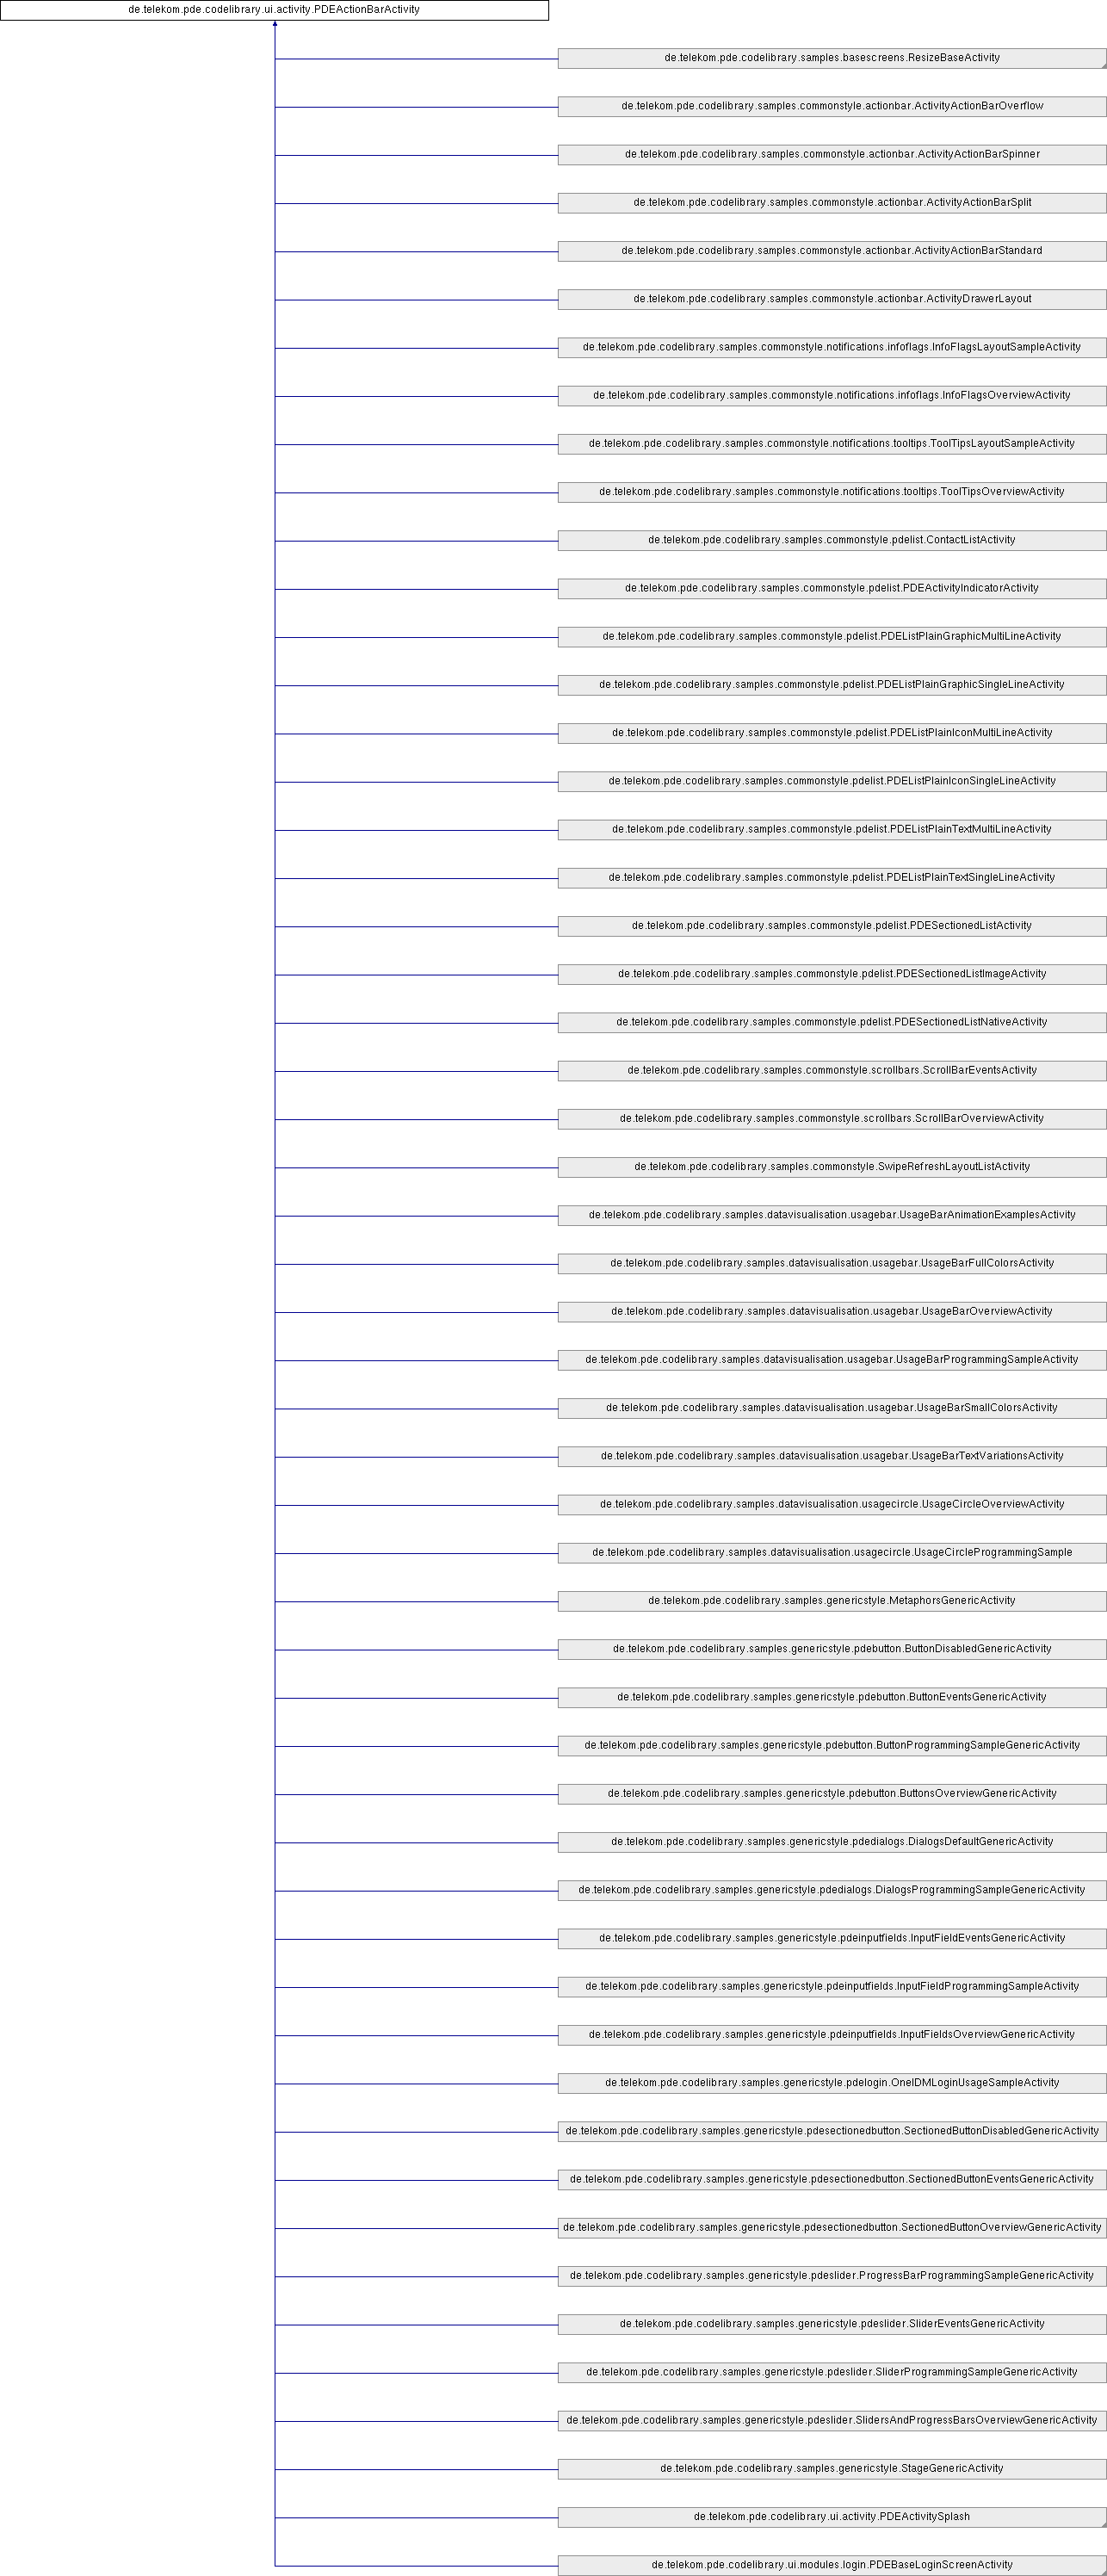 de.telekom.pde.codelibrary.ui.activity.PDEActionBarActivity
de.telekom.pde.codelibrary.samples.basescreens.ResizeBaseActivity
de.telekom.pde.codelibrary.samples.commonstyle.actionbar.ActivityActionBarOverflow
de.telekom.pde.codelibrary.samples.commonstyle.actionbar.ActivityActionBarSpinner
de.telekom.pde.codelibrary.samples.commonstyle.actionbar.ActivityActionBarSplit
de.telekom.pde.codelibrary.samples.commonstyle.actionbar.ActivityActionBarStandard
de.telekom.pde.codelibrary.samples.commonstyle.actionbar.ActivityDrawerLayout
de.telekom.pde.codelibrary.samples.commonstyle.notifications.infoflags.InfoFlagsLayoutSampleActivity
de.telekom.pde.codelibrary.samples.commonstyle.notifications.infoflags.InfoFlagsOverviewActivity
de.telekom.pde.codelibrary.samples.commonstyle.notifications.tooltips.ToolTipsLayoutSampleActivity
de.telekom.pde.codelibrary.samples.commonstyle.notifications.tooltips.ToolTipsOverviewActivity
de.telekom.pde.codelibrary.samples.commonstyle.pdelist.ContactListActivity
de.telekom.pde.codelibrary.samples.commonstyle.pdelist.PDEActivityIndicatorActivity
de.telekom.pde.codelibrary.samples.commonstyle.pdelist.PDEListPlainGraphicMultiLineActivity
de.telekom.pde.codelibrary.samples.commonstyle.pdelist.PDEListPlainGraphicSingleLineActivity
de.telekom.pde.codelibrary.samples.commonstyle.pdelist.PDEListPlainIconMultiLineActivity
de.telekom.pde.codelibrary.samples.commonstyle.pdelist.PDEListPlainIconSingleLineActivity
de.telekom.pde.codelibrary.samples.commonstyle.pdelist.PDEListPlainTextMultiLineActivity
de.telekom.pde.codelibrary.samples.commonstyle.pdelist.PDEListPlainTextSingleLineActivity
de.telekom.pde.codelibrary.samples.commonstyle.pdelist.PDESectionedListActivity
de.telekom.pde.codelibrary.samples.commonstyle.pdelist.PDESectionedListImageActivity
de.telekom.pde.codelibrary.samples.commonstyle.pdelist.PDESectionedListNativeActivity
de.telekom.pde.codelibrary.samples.commonstyle.scrollbars.ScrollBarEventsActivity
de.telekom.pde.codelibrary.samples.commonstyle.scrollbars.ScrollBarOverviewActivity
de.telekom.pde.codelibrary.samples.commonstyle.SwipeRefreshLayoutListActivity
de.telekom.pde.codelibrary.samples.datavisualisation.usagebar.UsageBarAnimationExamplesActivity
de.telekom.pde.codelibrary.samples.datavisualisation.usagebar.UsageBarFullColorsActivity
de.telekom.pde.codelibrary.samples.datavisualisation.usagebar.UsageBarOverviewActivity
de.telekom.pde.codelibrary.samples.datavisualisation.usagebar.UsageBarProgrammingSampleActivity
de.telekom.pde.codelibrary.samples.datavisualisation.usagebar.UsageBarSmallColorsActivity
de.telekom.pde.codelibrary.samples.datavisualisation.usagebar.UsageBarTextVariationsActivity
de.telekom.pde.codelibrary.samples.datavisualisation.usagecircle.UsageCircleOverviewActivity
de.telekom.pde.codelibrary.samples.datavisualisation.usagecircle.UsageCircleProgrammingSample
de.telekom.pde.codelibrary.samples.genericstyle.MetaphorsGenericActivity
de.telekom.pde.codelibrary.samples.genericstyle.pdebutton.ButtonDisabledGenericActivity
de.telekom.pde.codelibrary.samples.genericstyle.pdebutton.ButtonEventsGenericActivity
de.telekom.pde.codelibrary.samples.genericstyle.pdebutton.ButtonProgrammingSampleGenericActivity
de.telekom.pde.codelibrary.samples.genericstyle.pdebutton.ButtonsOverviewGenericActivity
de.telekom.pde.codelibrary.samples.genericstyle.pdedialogs.DialogsDefaultGenericActivity
de.telekom.pde.codelibrary.samples.genericstyle.pdedialogs.DialogsProgrammingSampleGenericActivity
de.telekom.pde.codelibrary.samples.genericstyle.pdeinputfields.InputFieldEventsGenericActivity
de.telekom.pde.codelibrary.samples.genericstyle.pdeinputfields.InputFieldProgrammingSampleActivity
de.telekom.pde.codelibrary.samples.genericstyle.pdeinputfields.InputFieldsOverviewGenericActivity
de.telekom.pde.codelibrary.samples.genericstyle.pdelogin.OneIDMLoginUsageSampleActivity
de.telekom.pde.codelibrary.samples.genericstyle.pdesectionedbutton.SectionedButtonDisabledGenericActivity
de.telekom.pde.codelibrary.samples.genericstyle.pdesectionedbutton.SectionedButtonEventsGenericActivity
de.telekom.pde.codelibrary.samples.genericstyle.pdesectionedbutton.SectionedButtonOverviewGenericActivity
de.telekom.pde.codelibrary.samples.genericstyle.pdeslider.ProgressBarProgrammingSampleGenericActivity
de.telekom.pde.codelibrary.samples.genericstyle.pdeslider.SliderEventsGenericActivity
de.telekom.pde.codelibrary.samples.genericstyle.pdeslider.SliderProgrammingSampleGenericActivity
de.telekom.pde.codelibrary.samples.genericstyle.pdeslider.SlidersAndProgressBarsOverviewGenericActivity
de.telekom.pde.codelibrary.samples.genericstyle.StageGenericActivity
de.telekom.pde.codelibrary.ui.activity.PDEActivitySplash
de.telekom.pde.codelibrary.ui.modules.login.PDEBaseLoginScreenActivity